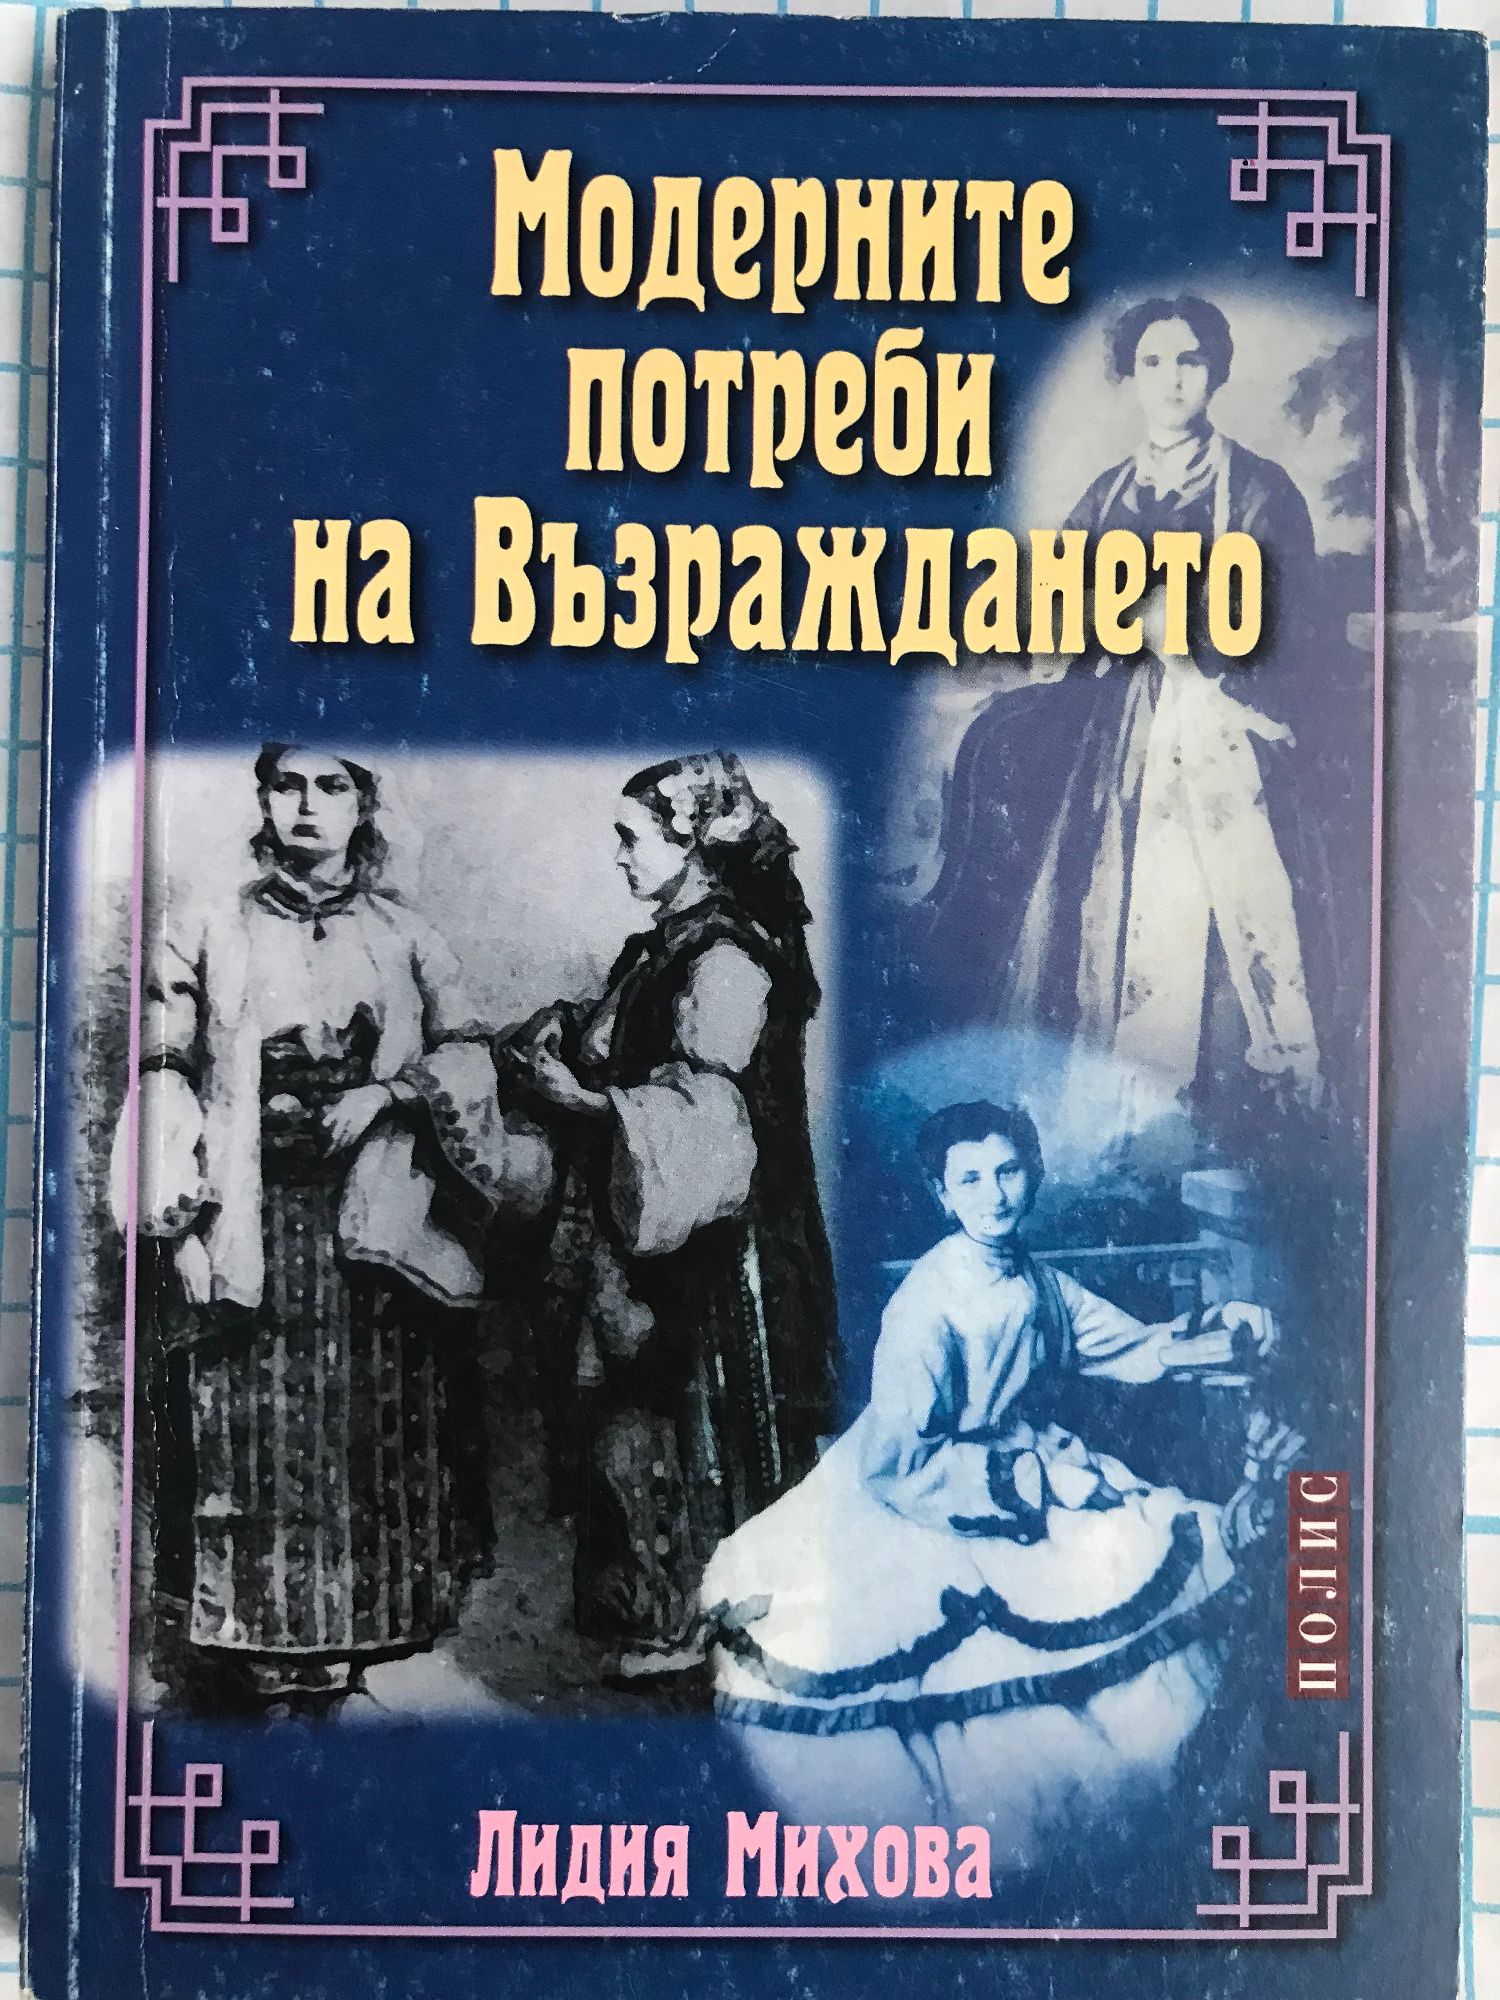 Модерните
потреби
на Възраждането
ПОЛИС
Лидия Михова